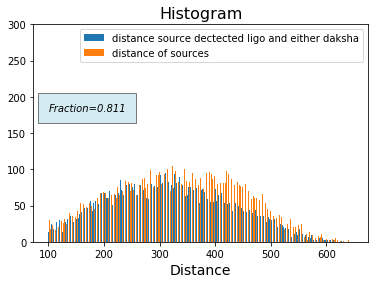 Histogram
300
250
200
150
100
50
0
distance source dectected ligo and either daksha
distance of sources
Fraction=0.811
100 200 300 400 500 600
Distance